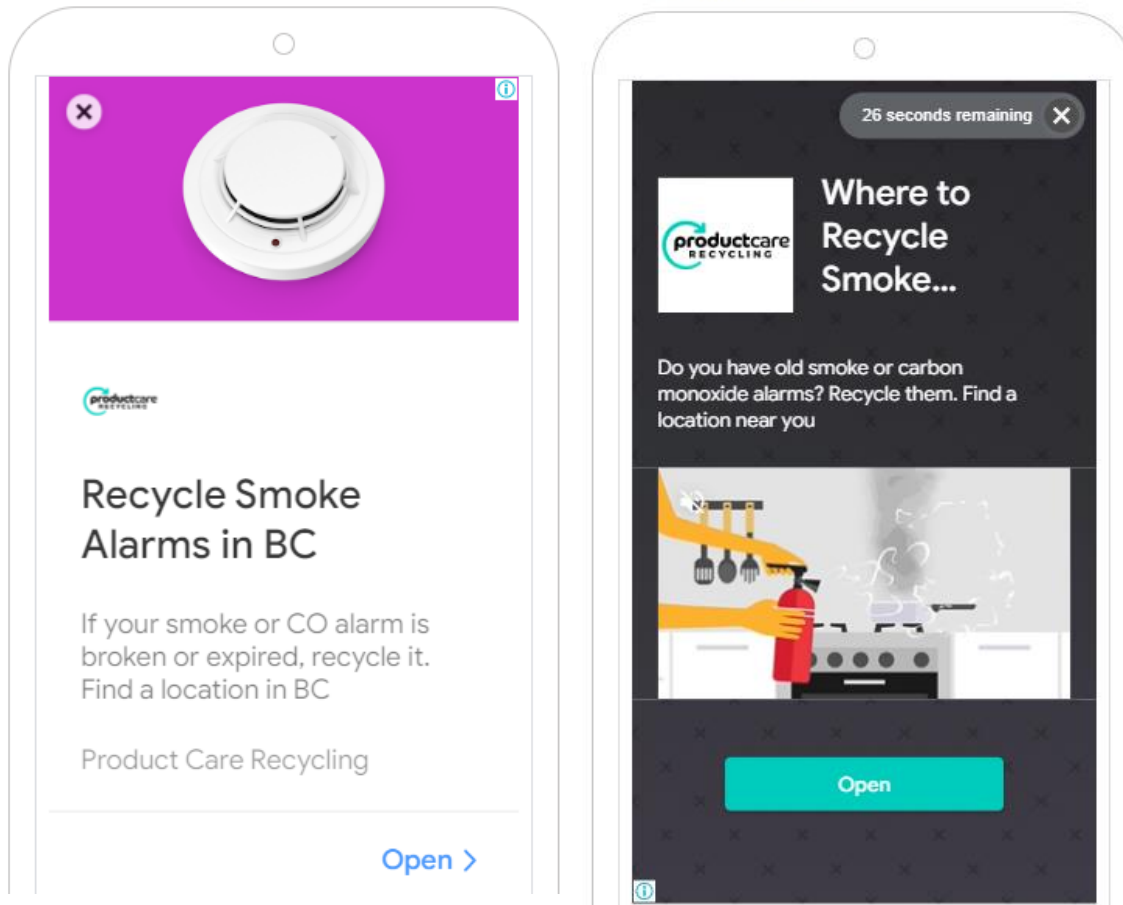 productcare
RECYCLING
Recycle Smoke
Alarms in BC
If your smoke or CO alarm is
broken or expired, recycle it.
Find a location in BC
Product Care Recycling
Open >
26 seconds remaining
productcare
RECYCLING
Where to
Recycle
Smoke...
Do you have old smoke or carbon
monoxide alarms? Recycle them. Find a
location near you
Open